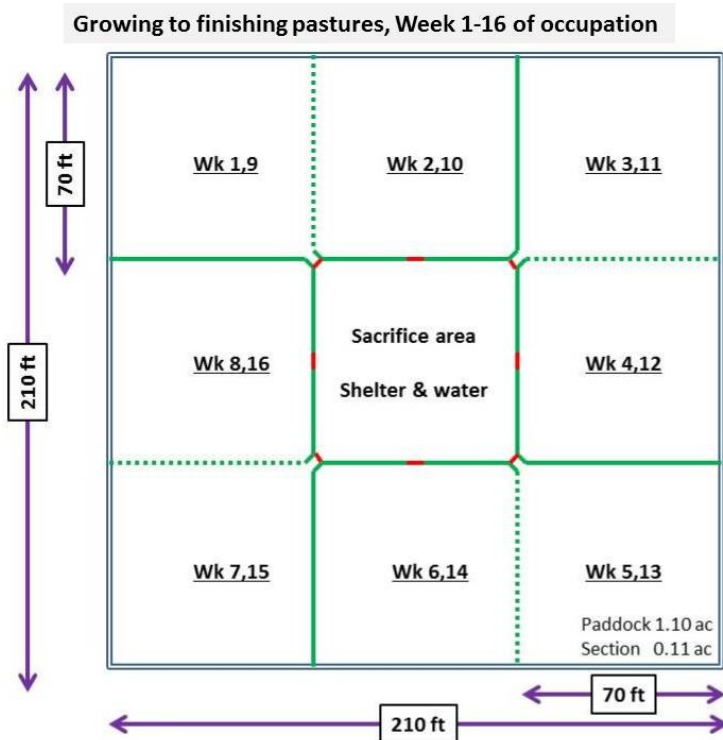 Growing to finishing pastures, Week 1-16 of occupation
70 ft
210 ft
Wk 1,9
Wk 2,10
Wk 3,11
Wk 8,16
Sacrifice area
Shelter & water
Wk 4,12
Wk 7,15
Wk 6,14
Wk 5,13
Paddock 1.10 ac
Section 0.11 ac
70 ft
210 ft